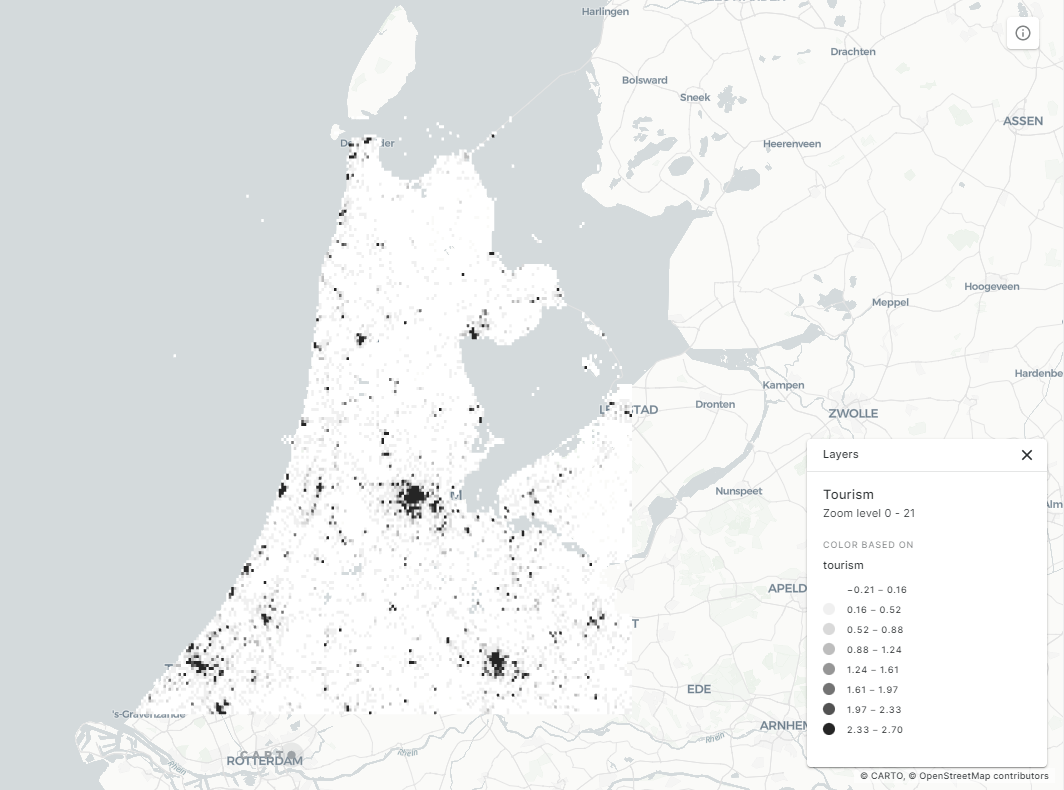 Harlingen
Drachten
Bolsward
Sneek
ASSEN
Heerenveen
Hoogeveen
Meppel
Hardenbe
Kampen
Dronten
ZWOLLE
Nunspeet
APELD
EDE
ARNHEM
's-Gravenzande
CARTO
ROTTERDAM
Rhein
Rhein
Rhein
Layers
Tourism
Zoom level 0 - 21
COLOR BASED ON
tourism
−0.21 – 0.16
0.16 – 0.52
0.52 – 0.88
0.88 – 1.24
1.24 – 1.61
1.61 – 1.97
1.97 – 2.33
2.33 – 2.70
© CARTO, © OpenStreetMap contributors